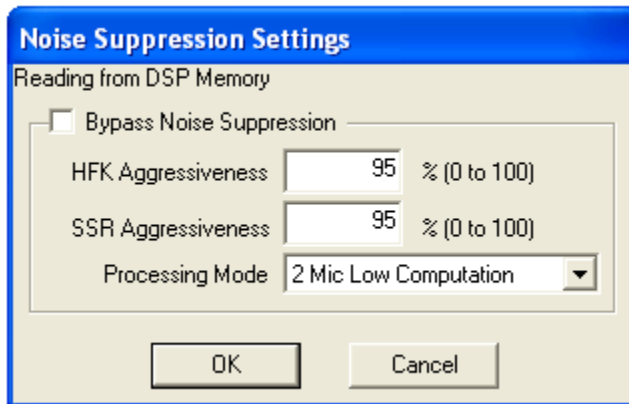 Noise Suppression Settings
Reading from DSP Memory
Bypass Noise Suppression
HFK Aggressiveness 95 % (0 to 100)
SSR Aggressiveness 95 % (0 to 100)
Processing Mode 2 Mic Low Computation
OK Cancel